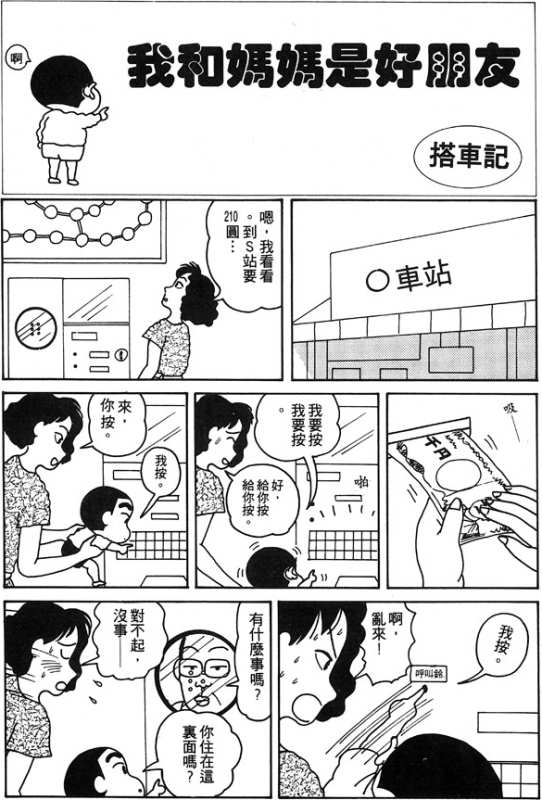 啊
我和媽媽是好朋友
搭車記
○車站
嗯，我看看
。到S站要
210圓…
吸——
千円
我要按
我要按
。
啪
好，
給你按
給你按。
來，
你按。
我按。
我按。
啊，
亂來！
呼叫鈴
有什麼事嗎？
你住在這
裏面嗎？
對不起，
沒事——